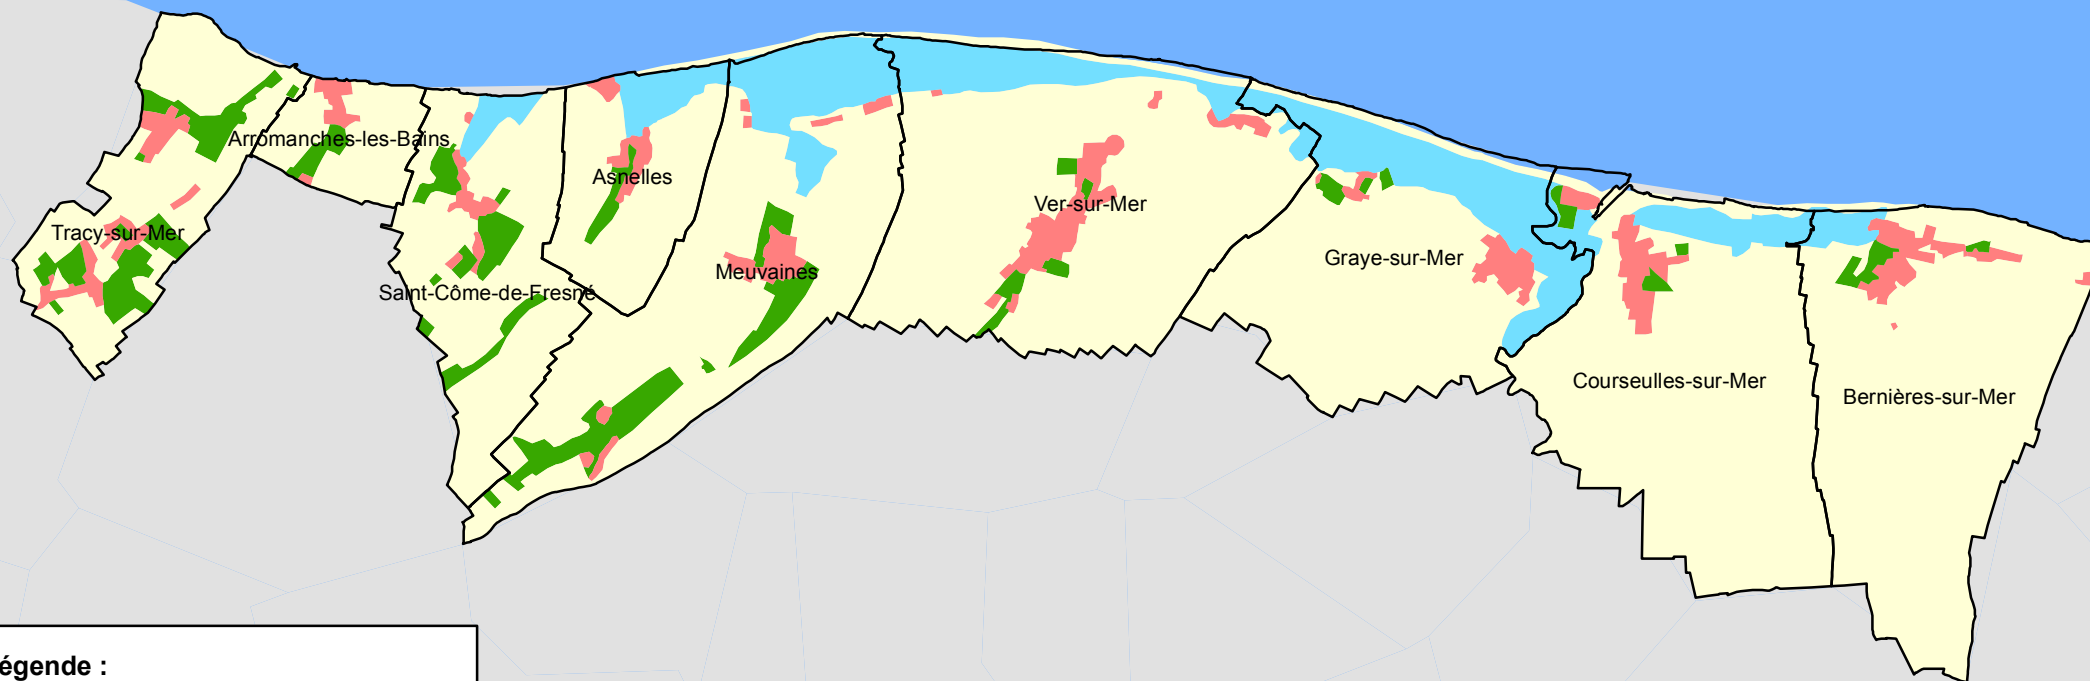 Arromanches-les-Bains
Asnelles
Ver-sur-Mer
Tracy-sur-Mer
Graye-sur-Mer
Meuvaines
Saint-Côme-de-Fresné
Courseulles-sur-Mer
Bernières-sur-Mer
égende :